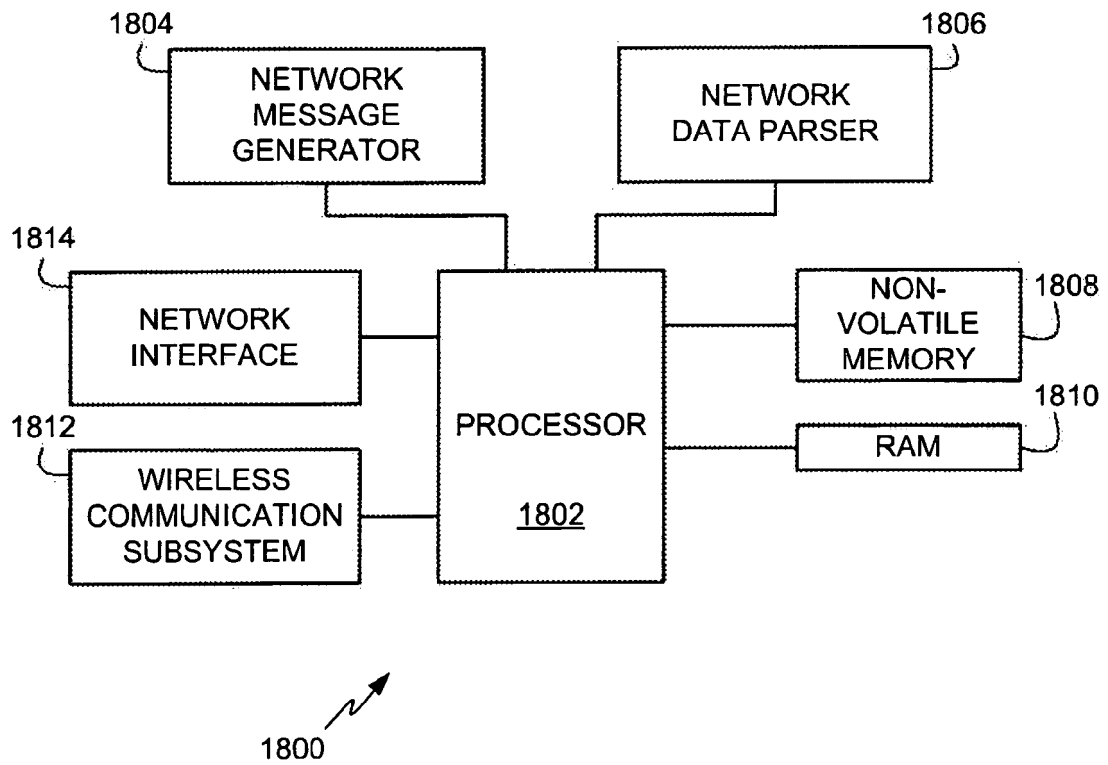 1804
NETWORK
MESSAGE
GENERATOR
1806
NETWORK
DATA PARSER
1814
NETWORK
INTERFACE
1812
WIRELESS
COMMUNICATION
SUBSYSTEM
PROCESSOR
1802
NON-
VOLATILE
MEMORY
1808
1810
RAM
1800